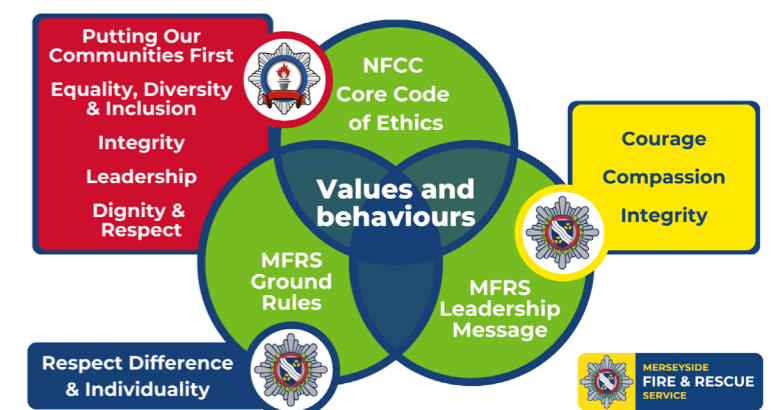 Putting Our
Communities First
Equality, Diversity
& Inclusion
Integrity
Leadership
Dignity &
Respect
NFCC
Core Code
of Ethics
Courage
Compassion
Integrity
Values and
behaviours
MFRS
Ground
Rules
MFRS
Leadership
Message
Respect Difference
& Individuality
MERSEYSIDE
FIRE & RESCUE
SERVICE